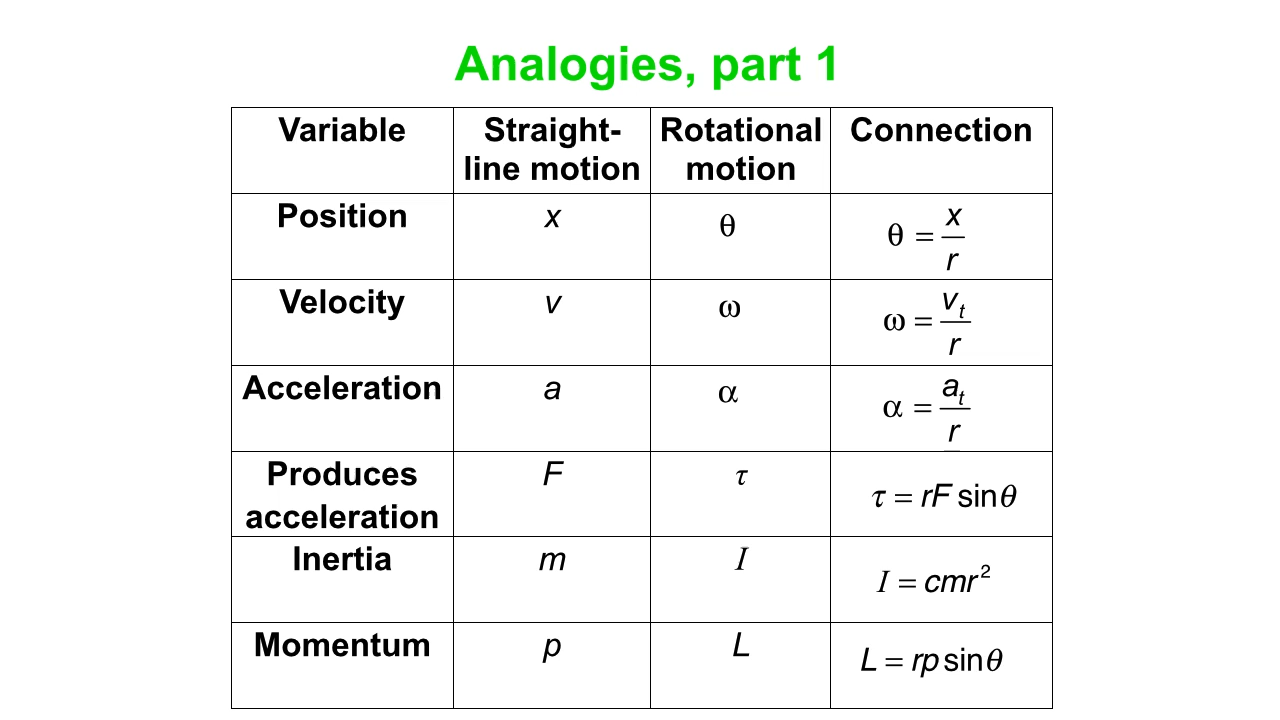 Analogies, part 1
Variable Straight- Rotational Connection
line motion motion
Position x θ θ = x/r
Velocity v ω ω = v_t/r
Acceleration a α α = a_t/r
Produces F τ τ = rF sinθ
acceleration
Inertia m I I = cmr²
Momentum p L L = rp sinθ